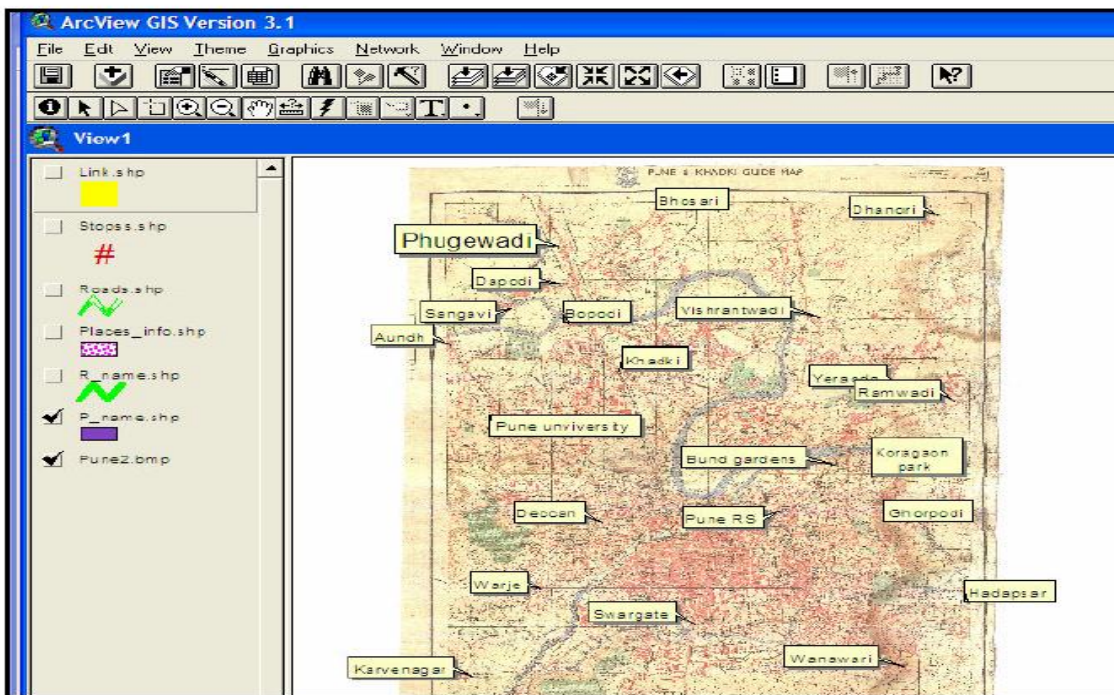 ArcView GIS Version 3.1
File Edit View Theme Graphics Network Window Help
View1
Link.shp
Stopss.shp
#
Roads.shp
Places_info.shp
R_name.shp
P_name.shp
Pune2.bmp
PUNE & KHADKI GUIDE MAP
Bhosari
Dhanori
Phugewadi
Dapodi
Sangavi
Bopodi
Vishrantwadi
Aundh
Khadki
Ramwadi
Pune unviversity
Bund gardens
Koragaon
park
Deccan
Pune RS
Ghorpodi
Warje
Hadapsar
Swargate
Karvenagar
Wanawari